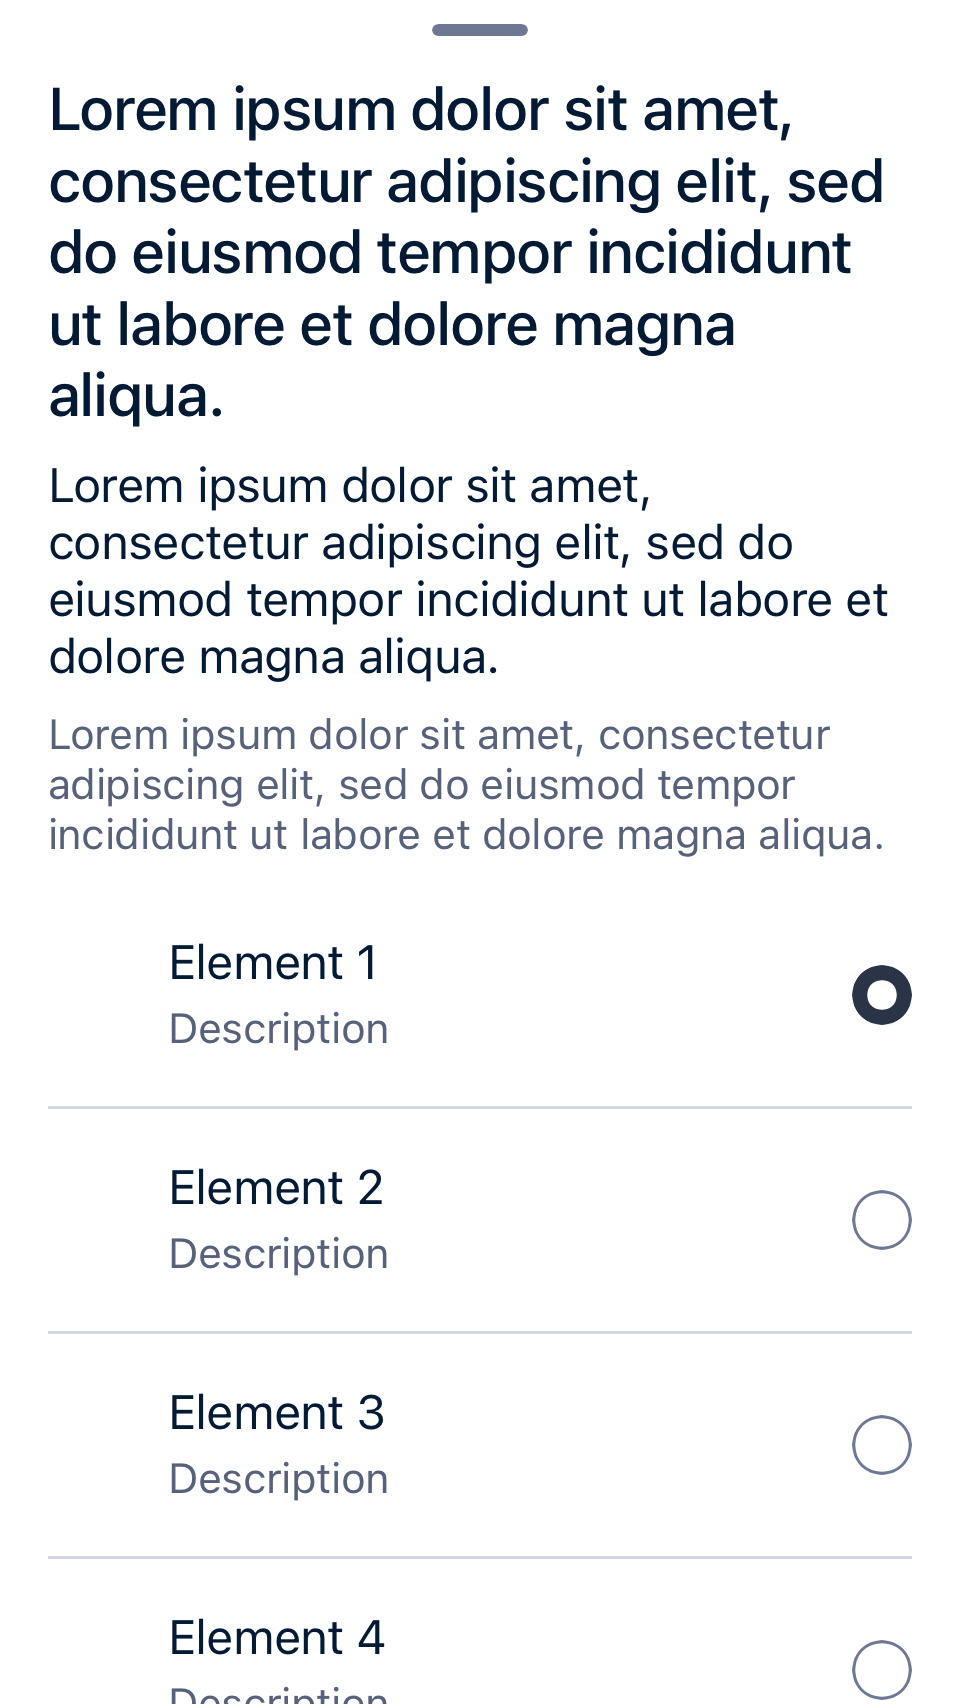 Lorem ipsum dolor sit amet,
consectetur adipiscing elit, sed
do eiusmod tempor incididunt
ut labore et dolore magna
aliqua.
Lorem ipsum dolor sit amet,
consectetur adipiscing elit, sed do
eiusmod tempor incididunt ut labore et
dolore magna aliqua.
Lorem ipsum dolor sit amet, consectetur
adipiscing elit, sed do eiusmod tempor
incididunt ut labore et dolore magna aliqua.
Element 1
Description
Element 2
Description
Element 3
Description
Element 4
Description